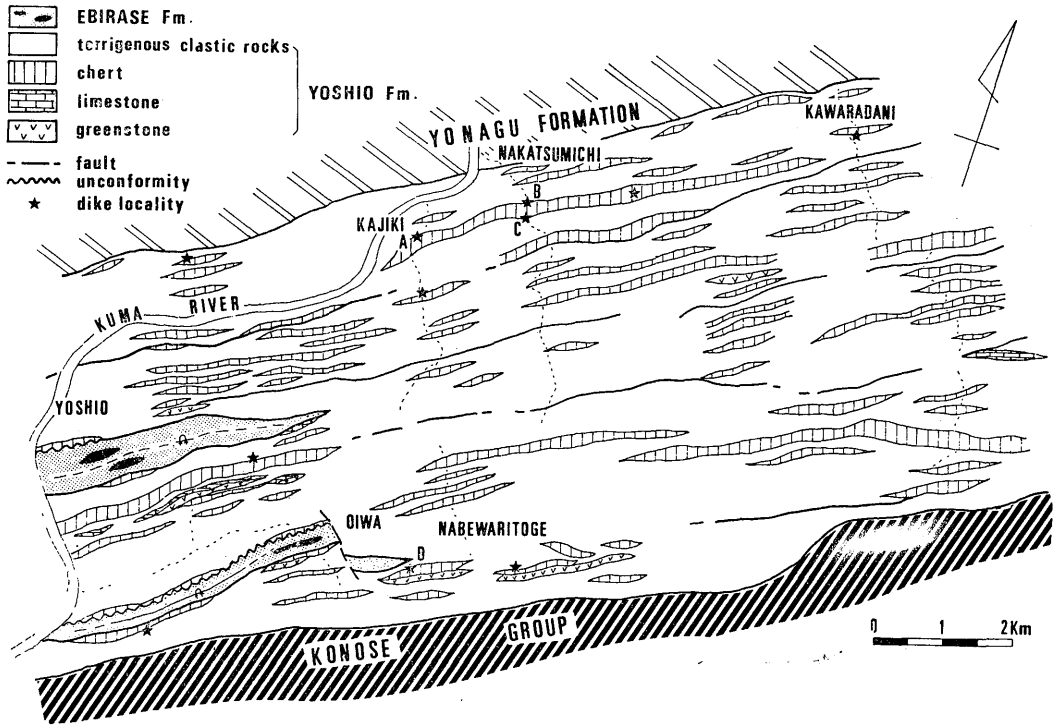 EBIRASE Fm.
terrigenous clastic rocks
chert
YOSHIO Fm.
limestone
greenstone
fault
unconformity
dike locality
YONAGU FORMATION
KAWARADANI
NAKATSUMICHI
B
KAJIKI
A
C
KUMA RIVER
YOSHIO
OIWA
NABEWARITOGE
D
KONOSE GROUP
0 1 2Km